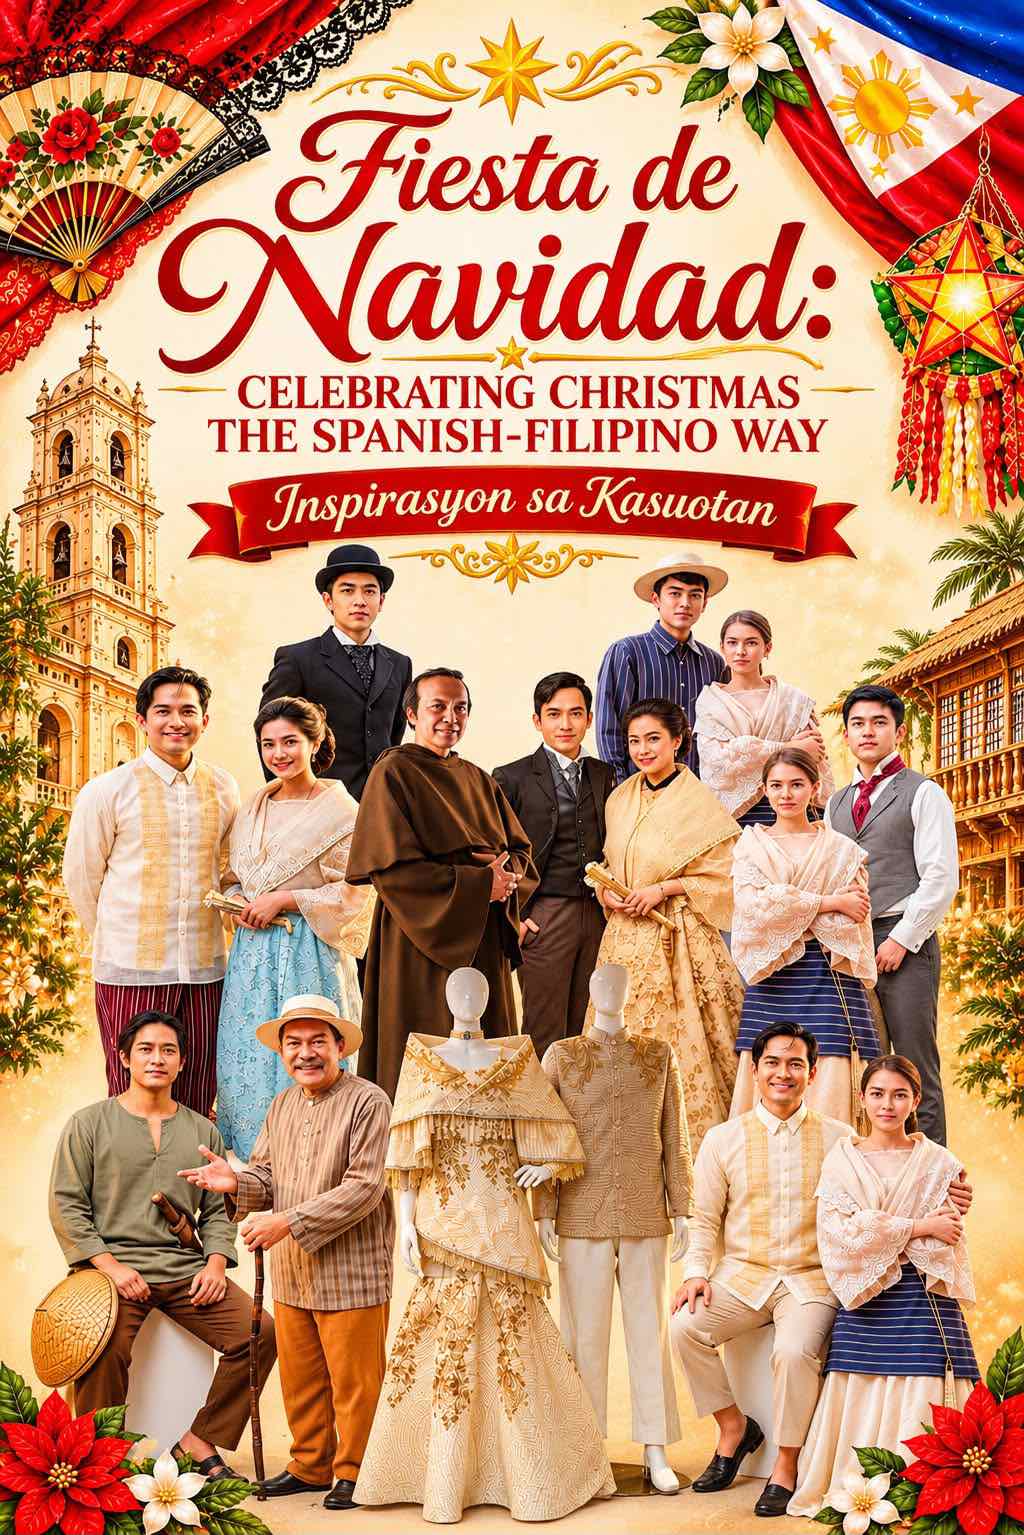 Fiesta de
Navidad:
CELEBRATING CHRISTMAS
THE SPANISH-FILIPINO WAY
Inspirasyon sa Kasuotan